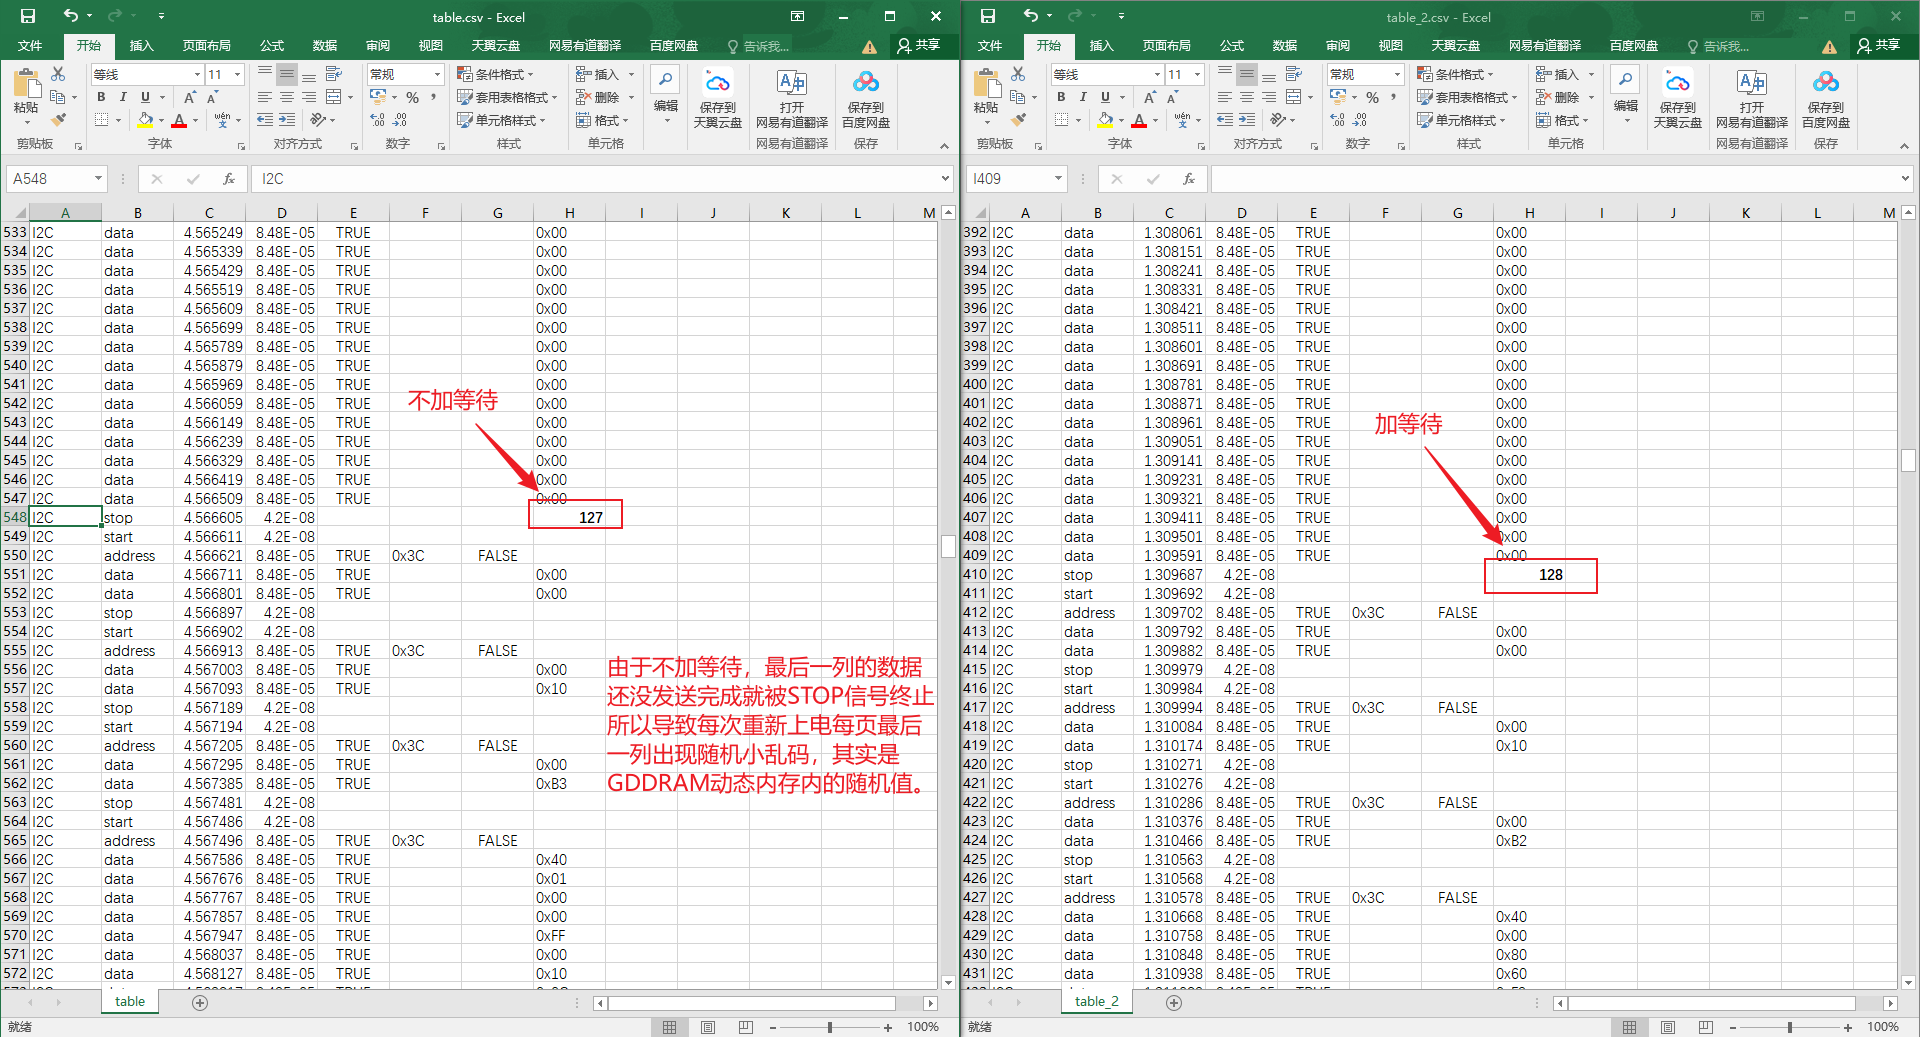 table.csv - Excel
文件 开始 插入 页面布局 公式 数据 审阅 视图 天翼云盘 网易有道翻译 百度网盘 告诉我... 共享
等线 11 常规 条件格式 插入
粘贴 B I U 套用表格格式 删除 编辑 保存到 打开 保存到
A A wén % , 单元格样式 格式 天翼云盘 网易有道翻译 百度网盘
剪贴板 字体 对齐方式 数字 样式 单元格 天翼云盘 网易有道翻译 保存
A548 fx I2C
A B C D E F G H I J K L M
533 I2C data 4.565249 8.48E-05 TRUE 0x00
534 I2C data 4.565339 8.48E-05 TRUE 0x00
535 I2C data 4.565429 8.48E-05 TRUE 0x00
536 I2C data 4.565519 8.48E-05 TRUE 0x00
537 I2C data 4.565609 8.48E-05 TRUE 0x00
538 I2C data 4.565699 8.48E-05 TRUE 0x00
539 I2C data 4.565789 8.48E-05 TRUE 0x00
540 I2C data 4.565879 8.48E-05 TRUE 0x00
541 I2C data 4.565969 8.48E-05 TRUE 0x00
542 I2C data 4.566059 8.48E-05 TRUE 0x00
543 I2C data 4.566149 8.48E-05 TRUE 0x00
544 I2C data 4.566239 8.48E-05 TRUE 0x00
545 I2C data 4.566329 8.48E-05 TRUE 0x00
546 I2C data 4.566419 8.48E-05 TRUE 0x00
547 I2C data 4.566509 8.48E-05 TRUE 0x00
548 I2C stop 4.566605 4.2E-08 127
549 I2C start 4.566611 4.2E-08
550 I2C address 4.566621 8.48E-05 TRUE 0x3C FALSE
551 I2C data 4.566711 8.48E-05 TRUE 0x00
552 I2C data 4.566801 8.48E-05 TRUE 0x00
553 I2C stop 4.566897 4.2E-08
554 I2C start 4.566902 4.2E-08
555 I2C address 4.566913 8.48E-05 TRUE 0x3C FALSE
556 I2C data 4.567003 8.48E-05 TRUE 0x00
557 I2C data 4.567093 8.48E-05 TRUE 0x10
558 I2C stop 4.567189 4.2E-08
559 I2C start 4.567194 4.2E-08
560 I2C address 4.567205 8.48E-05 TRUE 0x3C FALSE
561 I2C data 4.567295 8.48E-05 TRUE 0x00
562 I2C data 4.567385 8.48E-05 TRUE 0xB3
563 I2C stop 4.567481 4.2E-08
564 I2C start 4.567486 4.2E-08
565 I2C address 4.567496 8.48E-05 TRUE 0x3C FALSE
566 I2C data 4.567586 8.48E-05 TRUE 0x40
567 I2C data 4.567676 8.48E-05 TRUE 0x01
568 I2C data 4.567767 8.48E-05 TRUE 0x00
569 I2C data 4.567857 8.48E-05 TRUE 0x00
570 I2C data 4.567947 8.48E-05 TRUE 0xFF
571 I2C data 4.568037 8.48E-05 TRUE 0x00
572 I2C data 4.568127 8.48E-05 TRUE 0x10
不加等待
由于不加等待，最后一列的数据
还没发送完成就被STOP信号终止
所以导致每次重新上电每页最后
一列出现随机小乱码，其实是
GDDRAM动态内存内的随机值。
table
就绪 100%
table_2.csv - Excel
文件 开始 插入 页面布局 公式 数据 审阅 视图 天翼云盘 网易有道翻译 百度网盘 告诉我... 共享
等线 11 常规 条件格式 插入
粘贴 B I U 套用表格格式 删除 编辑 保存到 打开 保存到
A A wén % , 单元格样式 格式 天翼云盘 网易有道翻译 百度网盘
剪贴板 字体 对齐方式 数字 样式 单元格 天翼云盘 网易有道翻译 保存
I409 fx
A B C D E F G H I J K L M
392 I2C data 1.308061 8.48E-05 TRUE 0x00
393 I2C data 1.308151 8.48E-05 TRUE 0x00
394 I2C data 1.308241 8.48E-05 TRUE 0x00
395 I2C data 1.308331 8.48E-05 TRUE 0x00
396 I2C data 1.308421 8.48E-05 TRUE 0x00
397 I2C data 1.308511 8.48E-05 TRUE 0x00
398 I2C data 1.308601 8.48E-05 TRUE 0x00
399 I2C data 1.308691 8.48E-05 TRUE 0x00
400 I2C data 1.308781 8.48E-05 TRUE 0x00
401 I2C data 1.308871 8.48E-05 TRUE 0x00
402 I2C data 1.308961 8.48E-05 TRUE 0x00
403 I2C data 1.309051 8.48E-05 TRUE 0x00
404 I2C data 1.309141 8.48E-05 TRUE 0x00
405 I2C data 1.309231 8.48E-05 TRUE 0x00
406 I2C data 1.309321 8.48E-05 TRUE 0x00
407 I2C data 1.309411 8.48E-05 TRUE 0x00
408 I2C data 1.309501 8.48E-05 TRUE 0x00
409 I2C data 1.309591 8.48E-05 TRUE 0x00
410 I2C stop 1.309687 4.2E-08 128
411 I2C start 1.309692 4.2E-08
412 I2C address 1.309702 8.48E-05 TRUE 0x3C FALSE
413 I2C data 1.309792 8.48E-05 TRUE 0x00
414 I2C data 1.309882 8.48E-05 TRUE 0x00
415 I2C stop 1.309979 4.2E-08
416 I2C start 1.309984 4.2E-08
417 I2C address 1.309994 8.48E-05 TRUE 0x3C FALSE
418 I2C data 1.310084 8.48E-05 TRUE 0x00
419 I2C data 1.310174 8.48E-05 TRUE 0x10
420 I2C stop 1.310271 4.2E-08
421 I2C start 1.310276 4.2E-08
422 I2C address 1.310286 8.48E-05 TRUE 0x3C FALSE
423 I2C data 1.310376 8.48E-05 TRUE 0x00
424 I2C data 1.310466 8.48E-05 TRUE 0xB2
425 I2C stop 1.310563 4.2E-08
426 I2C start 1.310568 4.2E-08
427 I2C address 1.310578 8.48E-05 TRUE 0x3C FALSE
428 I2C data 1.310668 8.48E-05 TRUE 0x40
429 I2C data 1.310758 8.48E-05 TRUE 0x00
430 I2C data 1.310848 8.48E-05 TRUE 0x80
431 I2C data 1.310938 8.48E-05 TRUE 0x60
加等待
table_2
就绪 100%